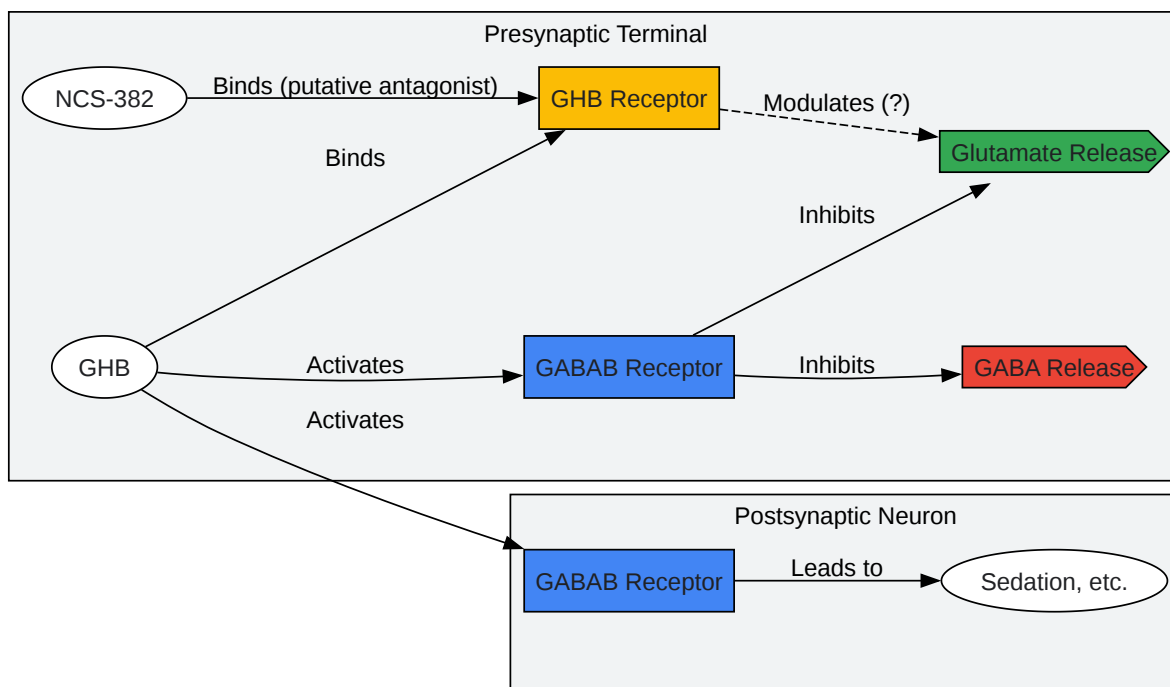 Presynaptic Terminal
NCS-382
Binds (putative antagonist)
GHB Receptor
Modulates (?)
Glutamate Release
Binds
Inhibits
GHB
Activates
GABAB Receptor
Inhibits
GABA Release
Activates
Postsynaptic Neuron
GABAB Receptor
Leads to
Sedation, etc.